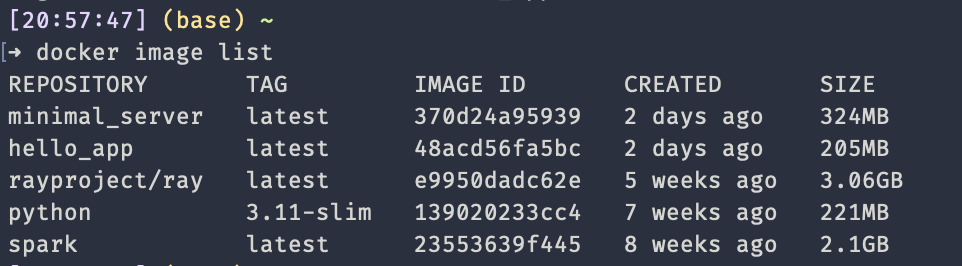 [20:57:47] (base) ~
[➜ docker image list
REPOSITORY TAG IMAGE ID CREATED SIZE
minimal_server latest 370d24a95939 2 days ago 324MB
hello_app latest 48acd56fa5bc 2 days ago 205MB
rayproject/ray latest e9950dadc62e 5 weeks ago 3.06GB
python 3.11-slim 139020233cc4 7 weeks ago 221MB
spark latest 23553639f445 8 weeks ago 2.1GB